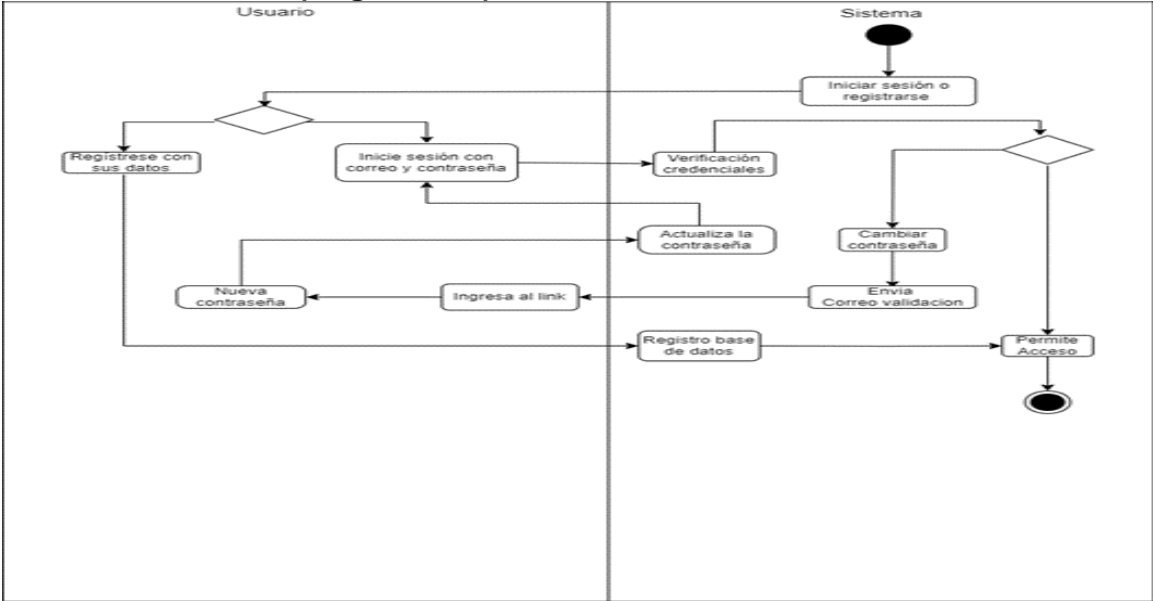 Usuario
Sistema
Iniciar sesión o
registrarse
Regístrese con
sus datos
Inicie sesión con
correo y contraseña
Verificación
credenciales
Actualiza la
contraseña
Cambiar
contraseña
Nueva
contraseña
Ingresa al link
Envia
Correo validacion
Registro base
de datos
Permite
Acceso